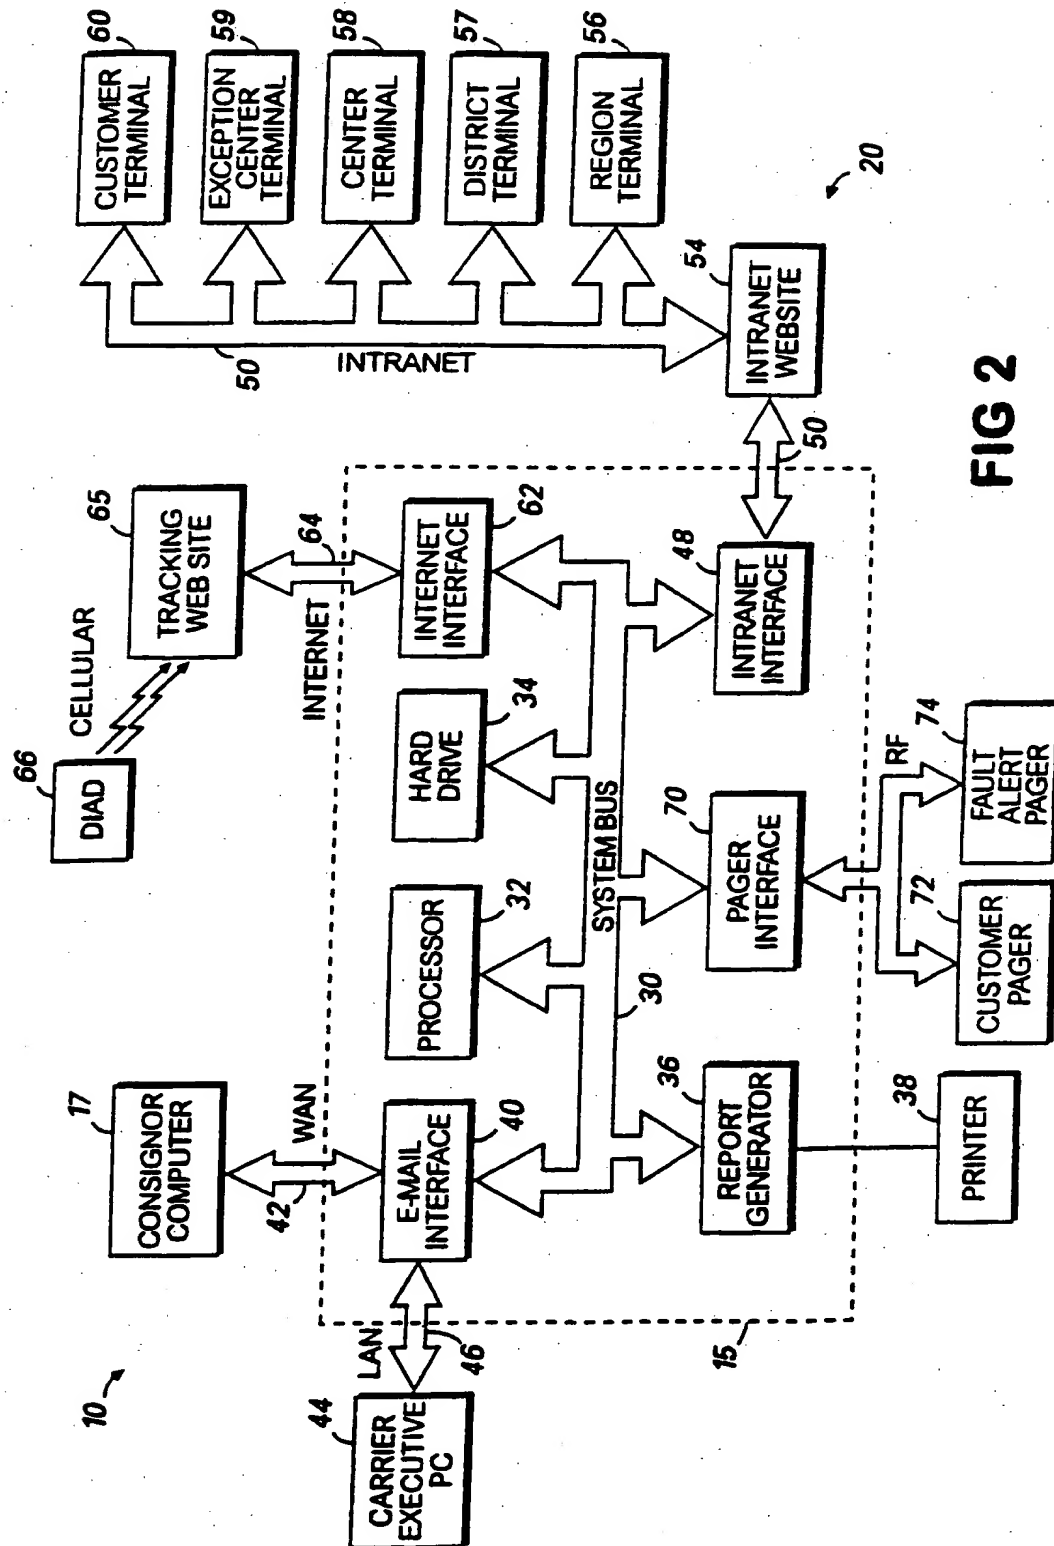 10
17
CONSIGNOR
COMPUTER
66
DIAD
CELLULAR
65
TRACKING
WEB SITE
60
CUSTOMER
TERMINAL
59
EXCEPTION
CENTER
TERMINAL
58
CENTER
TERMINAL
57
DISTRICT
TERMINAL
56
REGION
TERMINAL
50
INTRANET
20
44
CARRIER
EXECUTIVE
PC
LAN
46
42
WAN
INTERNET
64
40
E-MAIL
INTERFACE
32
PROCESSOR
34
HARD
DRIVE
62
INTERNET
INTERFACE
SYSTEM BUS
30
15
36
REPORT
GENERATOR
70
PAGER
INTERFACE
48
INTRANET
INTERFACE
50
54
INTRANET
WEBSITE
38
PRINTER
72
CUSTOMER
PAGER
RF
74
FAULT
ALERT
PAGER
FIG 2